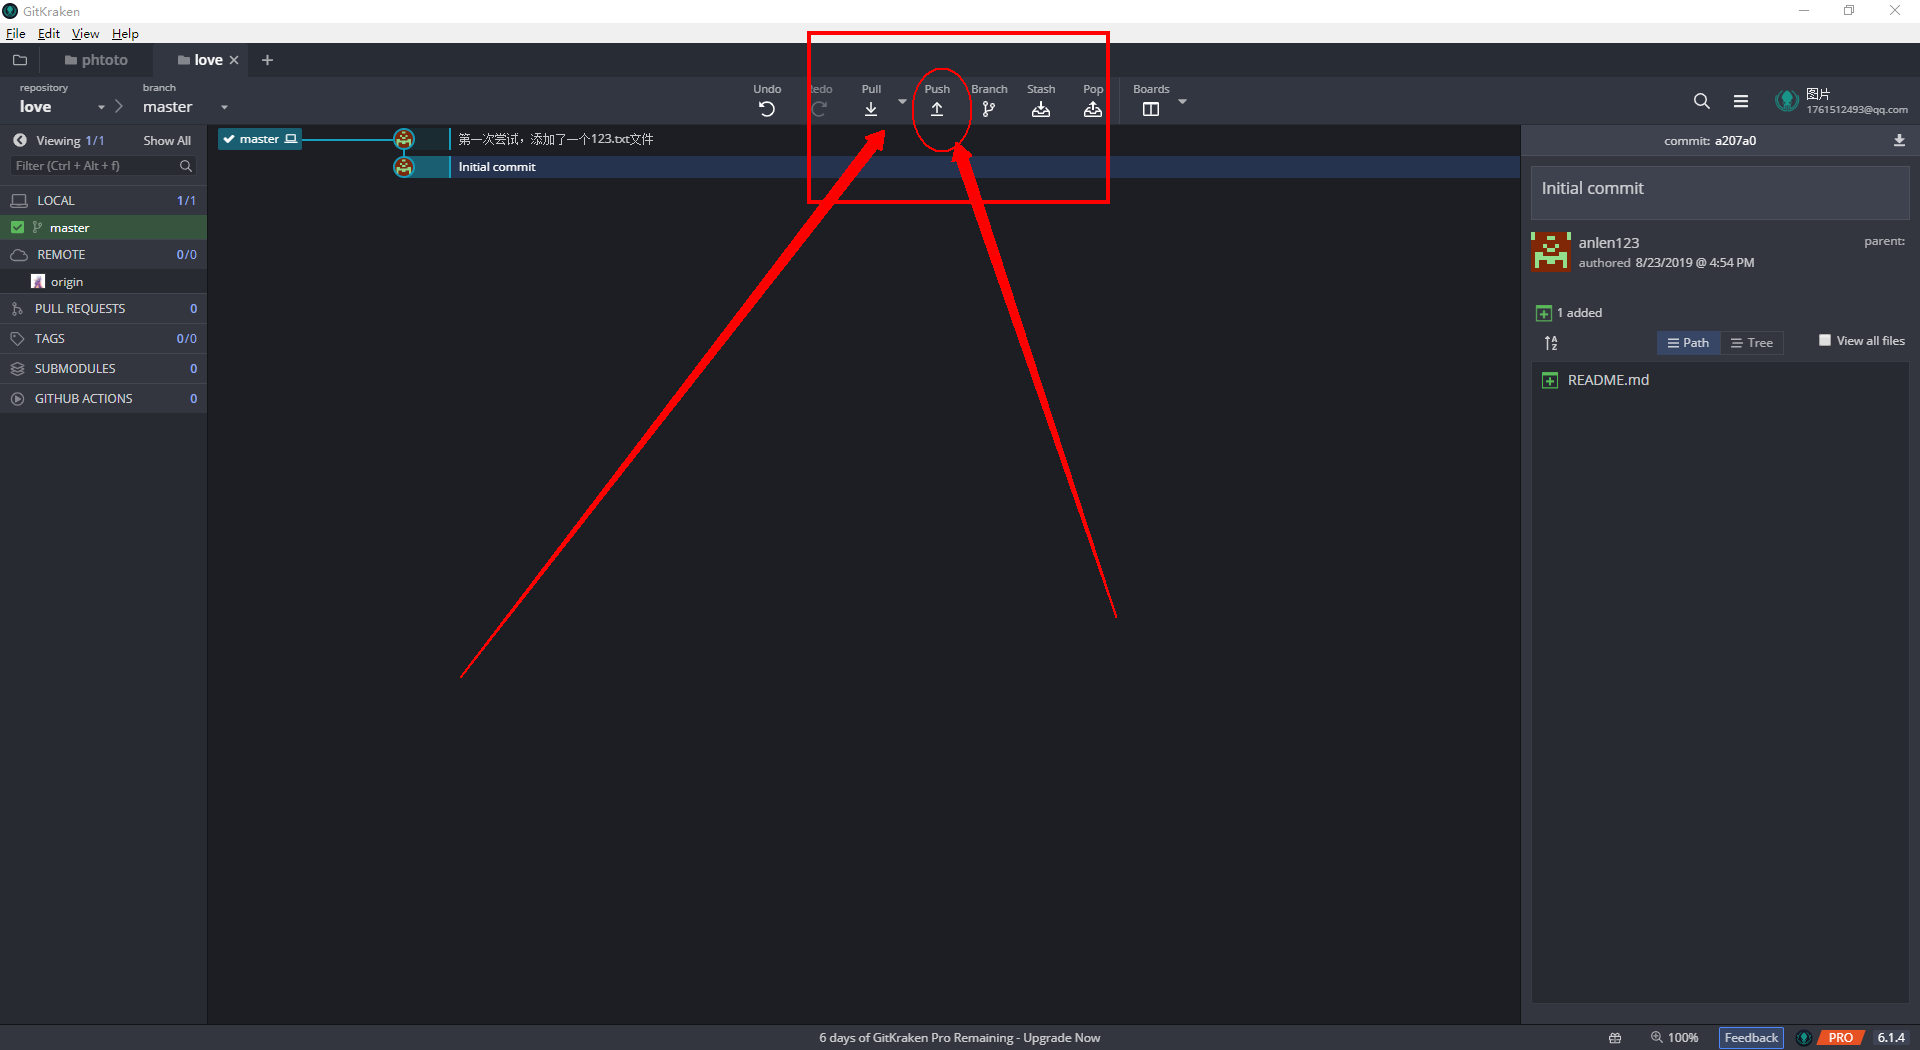 GitKraken
File Edit View Help
phtoto love
repository branch
love master
Undo Redo Pull Push Branch Stash Pop Boards
图片
1761512493@qq.com
Viewing 1/1 Show All
Filter (Ctrl + Alt + f)
LOCAL 1/1
master
REMOTE 0/0
origin
PULL REQUESTS 0
TAGS 0/0
SUBMODULES 0
GITHUB ACTIONS 0
master 第一次尝试，添加了一个123.txt文件
Initial commit
commit: a207a0
Initial commit
anlen123 parent:
authored 8/23/2019 @ 4:54 PM
1 added
Path Tree View all files
README.md
6 days of GitKraken Pro Remaining - Upgrade Now
100% Feedback PRO 6.1.4